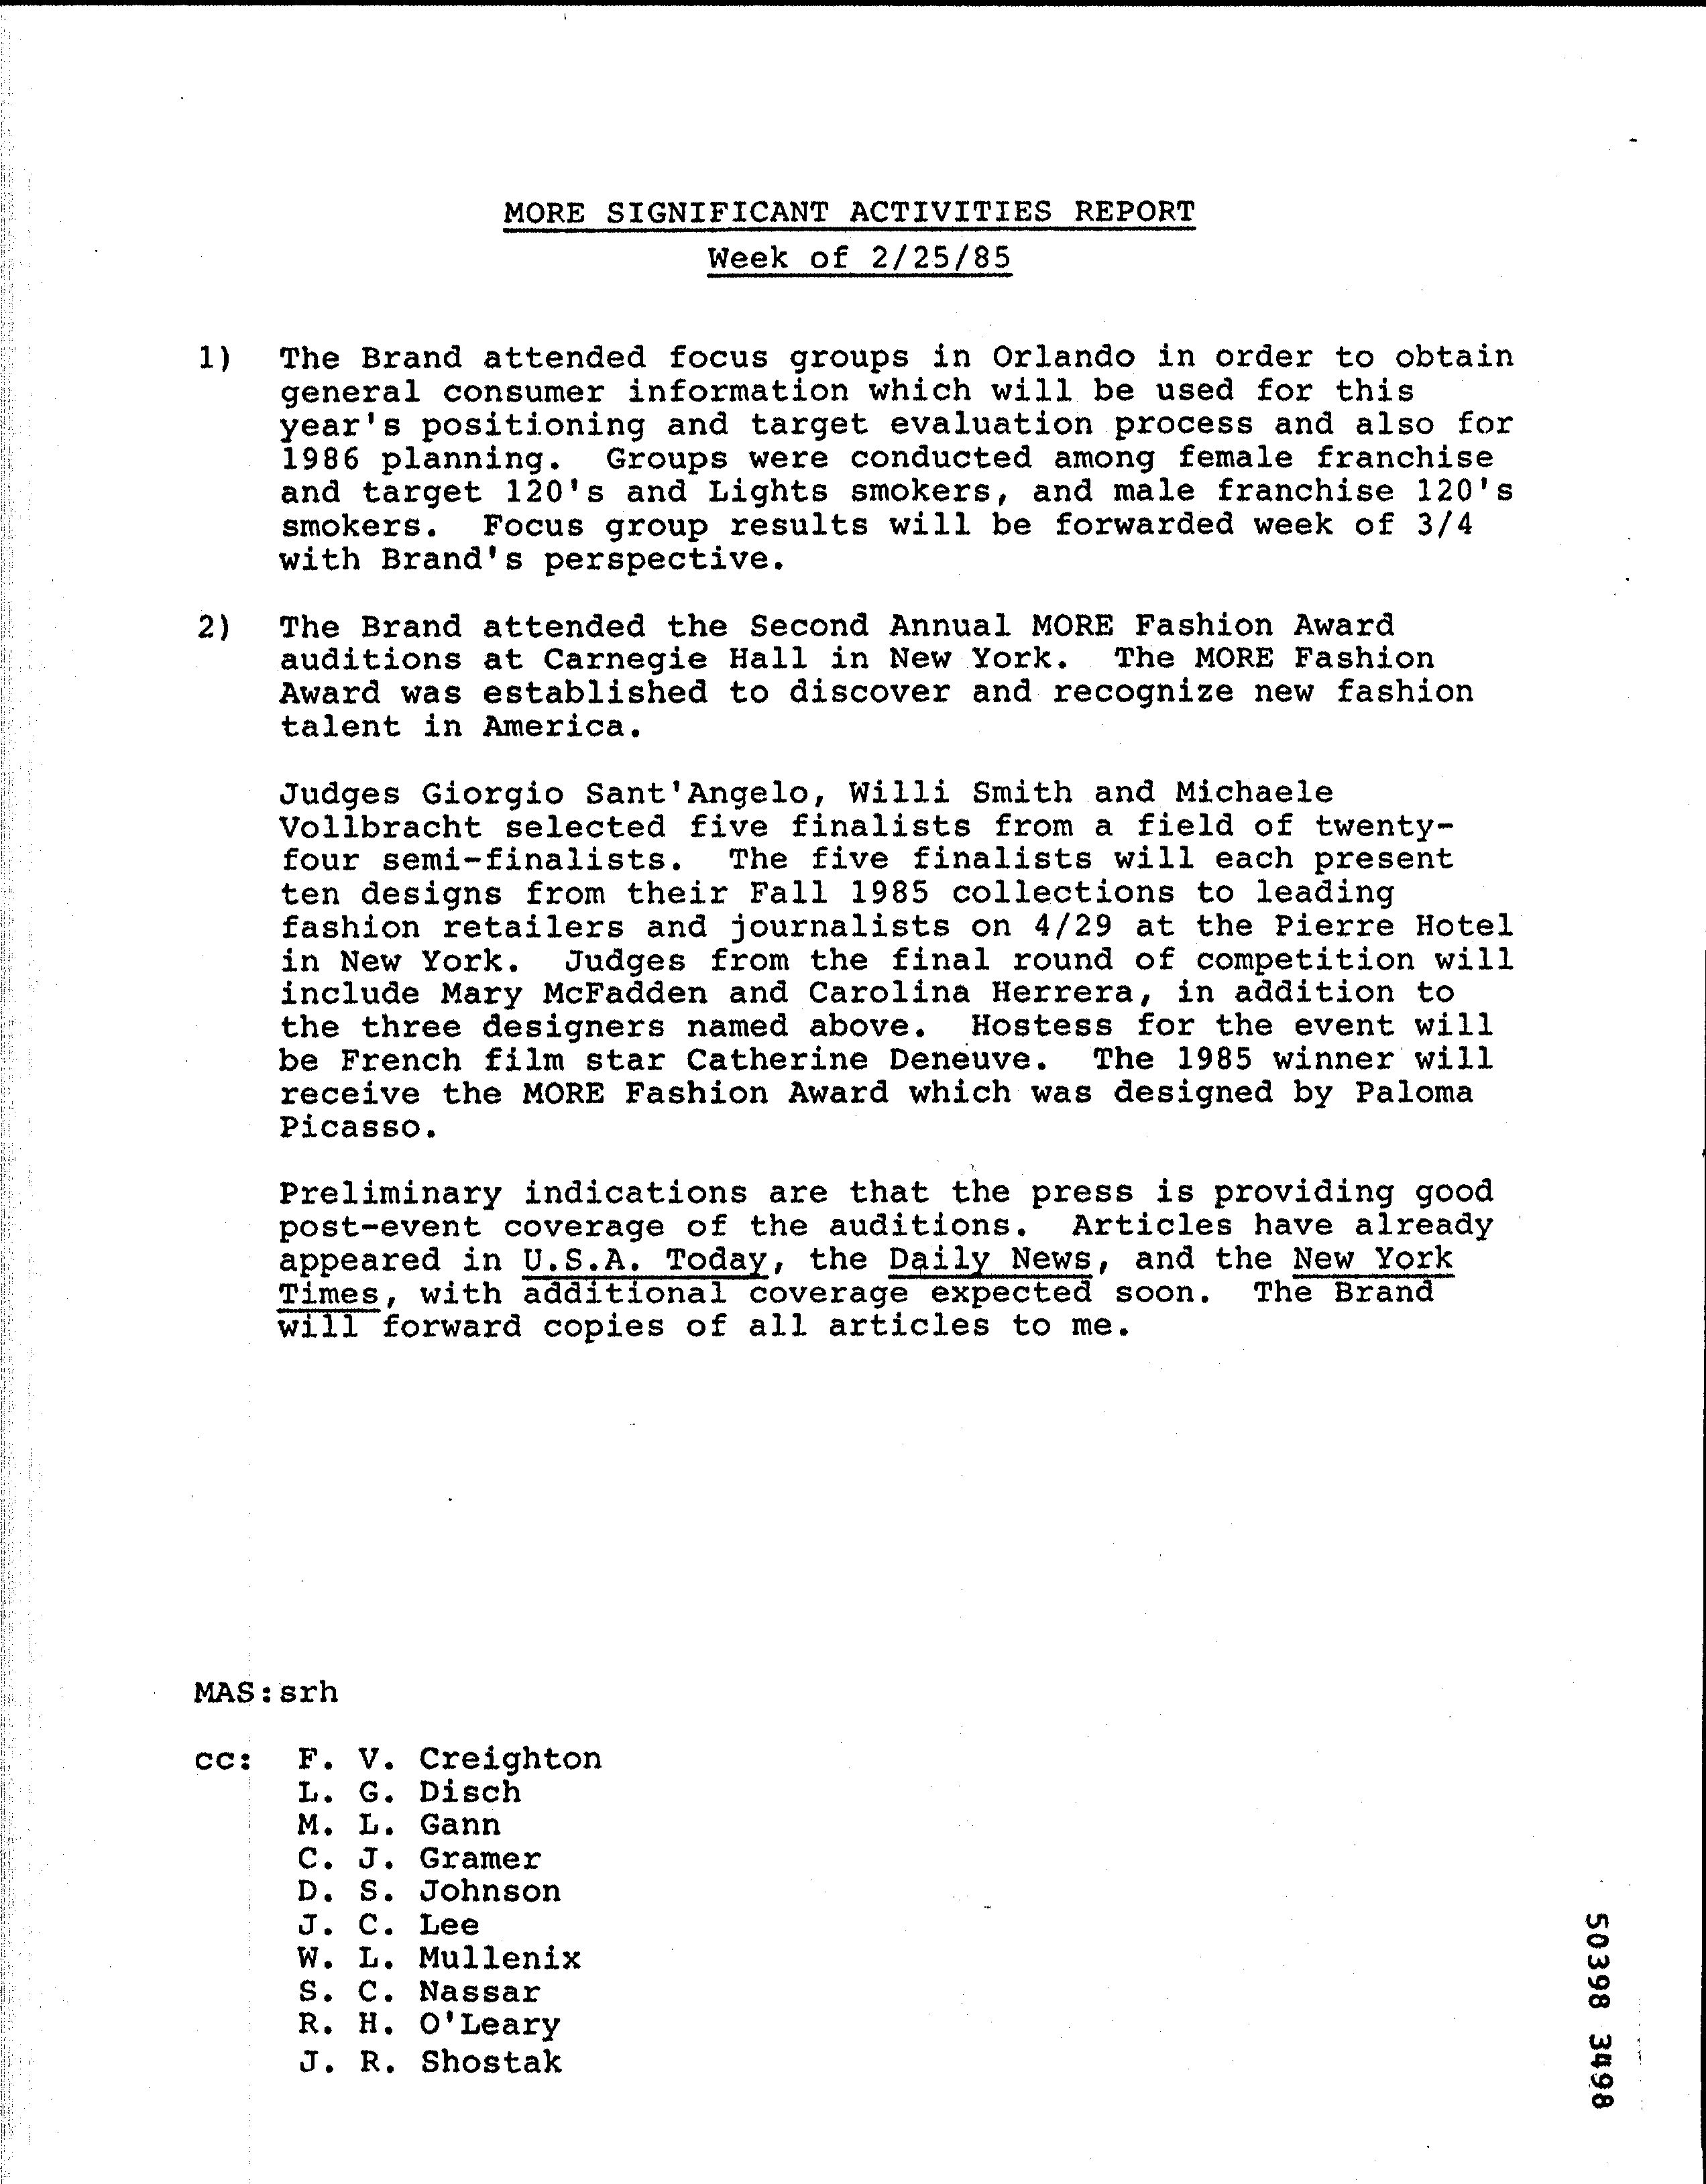 MORE SIGNIFICANT ACTIVITIES REPORT
Week of 2/25/85
1) The Brand attended focus groups in Orlando in order to obtain
general consumer information which will be used for this
year's positioning and target evaluation process and also for
1986 planning. Groups were conducted among female franchise
and target 120's and Lights smokers, and male franchise 120's
smokers. Focus group results will be forwarded week of 3/4
with Brand's perspective.
2) The Brand attended the Second Annual MORE Fashion Award
auditions at Carnegie Hall in New York. The MORE Fashion
Award was established to discover and recognize new fashion
talent in America.
Judges Giorgio Sant'Angelo, Willi Smith and Michaele
Vollbracht selected five finalists from a field of twenty-
four semi-finalists. The five finalists will each present
ten designs from their Fall 1985 collections to leading
fashion retailers and journalists on 4/29 at the Pierre Hotel
in New York. Judges from the final round of competition will
include Mary McFadden and Carolina Herrera, in addition to
the three designers named above. Hostess for the event will
be French film star Catherine Deneuve. The 1985 winner will
receive the MORE Fashion Award which was designed by Paloma
Picasso.
Preliminary indications are that the press is providing good
post-event coverage of the auditions. Articles have already
appeared in U.S.A. Today, the Daily News, and the New York
Times, with additional coverage expected soon. The Brand
will forward copies of all articles to me.
MAS:srh
cc: F. V. Creighton
L. G. Disch
M. L. Gann
C. J. Gramer
D. S. Johnson
J. C. Lee
W. L. Mullenix
S. C. Nassar
R. H. O'Leary
J. R. Shostak
50398 3498